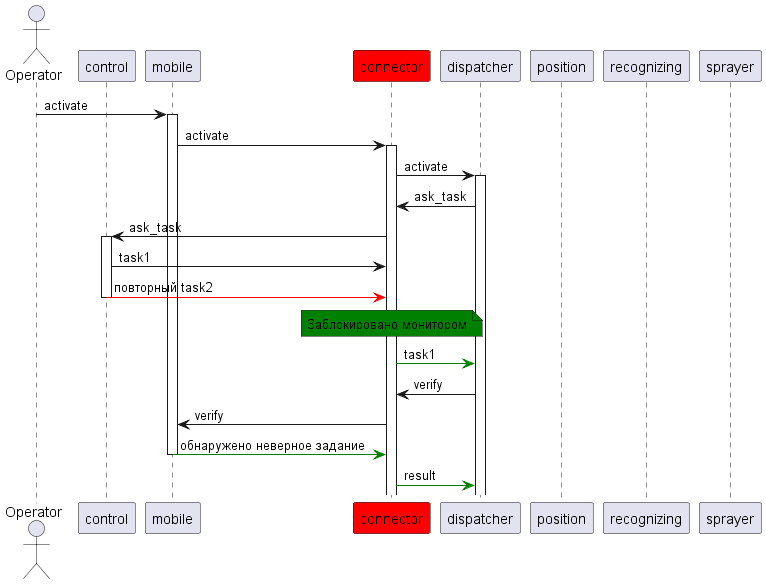 Operator
control
mobile
connector
dispatcher
position
recognizing
sprayer
activate
activate
activate
ask_task
ask_task
task1
повторный task2
Заблокировано монитором
task1
verify
verify
обнаружено неверное задание
result
Operator
control
mobile
connector
dispatcher
position
recognizing
sprayer